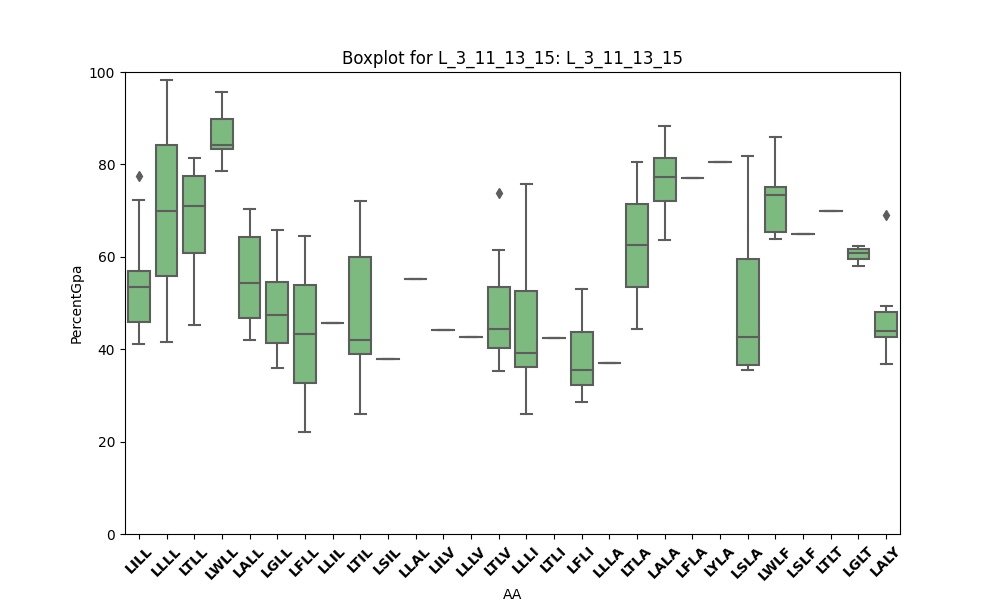 Boxplot for L_3_11_13_15: L_3_11_13_15
100
80
60
40
20
0
PercentGpa
LILL LLLL LTLL LWLL LALL LGLL LFLL LLIL LTIL LSIL LLAL LILV LLLV LTLV LLLI LTLI LFLI LLLA LTLA LALA LFLA LYLA LSLA LWLF LSLF LTLT LGLT LALY
AA